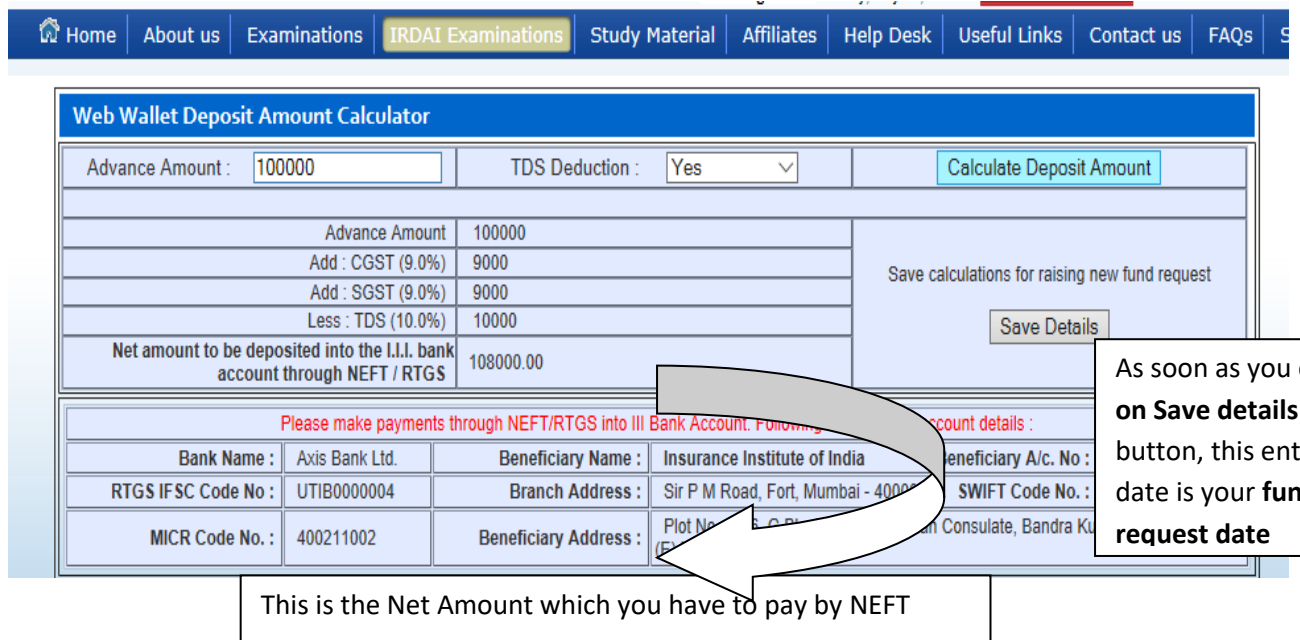 Home About us Examinations IRDAI Examinations Study Material Affiliates Help Desk Useful Links Contact us FAQs S
Web Wallet Deposit Amount Calculator
Advance Amount : 100000 TDS Deduction : Yes Calculate Deposit Amount
Advance Amount 100000
Add : CGST (9.0%) 9000
Add : SGST (9.0%) 9000
Less : TDS (10.0%) 10000
Net amount to be deposited into the I.I.I. bank
account through NEFT / RTGS 108000.00
Save calculations for raising new fund request
Save Details
As soon as you
on Save details
button, this ent
date is your fun
request date
Please make payments through NEFT/RTGS into III Bank Account. Following account details :
Bank Name : Axis Bank Ltd. Beneficiary Name : Insurance Institute of India Beneficiary A/c. No :
RTGS IFSC Code No : UTIB0000004 Branch Address : Sir P M Road, Fort, Mumbai - 40000 SWIFT Code No. :
MICR Code No. : 400211002 Beneficiary Address : Plot No Consulate, Bandra Ku
This is the Net Amount which you have to pay by NEFT